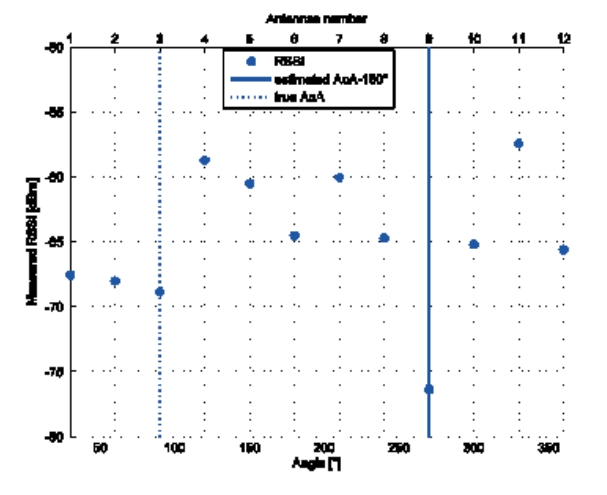 Antennae number
1 2 3 4 5 6 7 8 9 10 11 12
RSSI
estimated AoA-180°
true AoA
-50
-55
-60
-65
-70
-75
-80
Measured RSSI [dBm]
50 100 150 200 250 300 350
Angle [°]